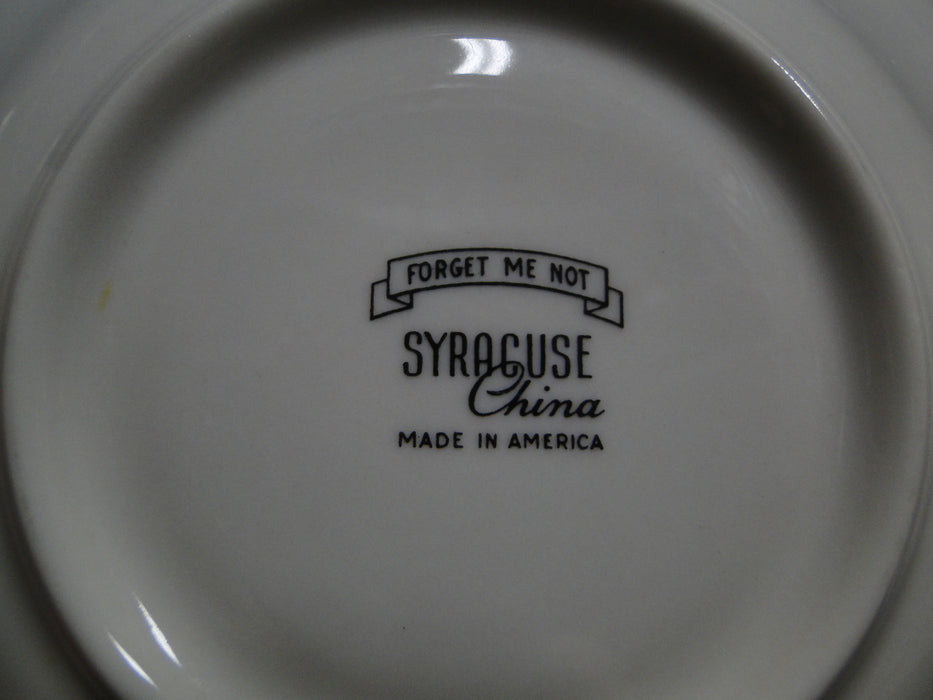 FORGET ME NOT
SYRACUSE
China
MADE IN AMERICA